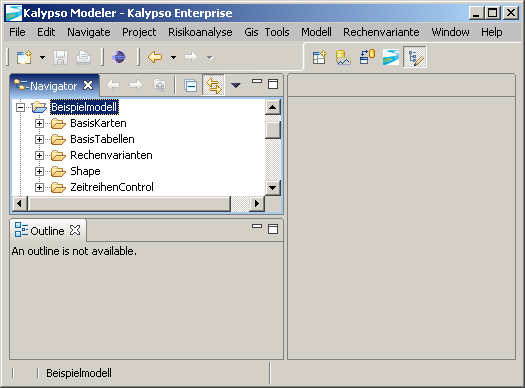 Kalypso Modeler - Kalypso Enterprise
File Edit Navigate Project Risikoanalyse Gis Tools Modell Rechenvariante Window Help
Navigator
Beispielmodell
BasisKarten
BasisTabellen
Rechenvarianten
Shape
ZeitreihenControl
Outline
An outline is not available.
Beispielmodell